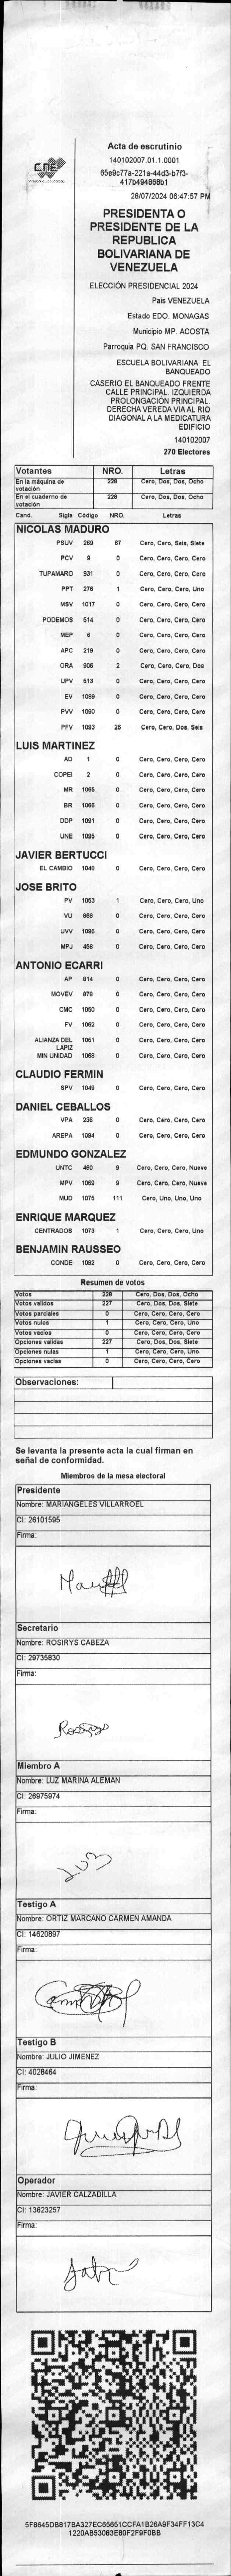 CNE
Acta de escrutinio
140102007.01.1.0001
65e9c77a-221a-44d3-b7f3-
417b494868b1
28/07/2024 06:47:57 PM
PRESIDENTA O
PRESIDENTE DE LA
REPUBLICA
BOLIVARIANA DE
VENEZUELA
ELECCIÓN PRESIDENCIAL 2024
Pais VENEZUELA
Estado EDO. MONAGAS
Municipio MP. ACOSTA
Parroquia PQ. SAN FRANCISCO
ESCUELA BOLIVARIANA EL
BANQUEADO
CASERIO EL BANQUEADO FRENTE
CALLE PRINCIPAL. IZQUIERDA
PROLONGACIÓN PRINCIPAL.
DERECHA VEREDA VIA AL RIO
DIAGONAL A LA MEDICATURA
EDIFICIO
140102007
270 Electores
Votantes NRO. Letras
En la máquina de votación 228 Cero, Dos, Dos, Ocho
En el cuaderno de votación 228 Cero, Dos, Dos, Ocho
Cand. Sigla Código NRO. Letras
NICOLAS MADURO
PSUV 269 67 Cero, Cero, Seis, Siete
PCV 9 0 Cero, Cero, Cero, Cero
TUPAMARO 931 0 Cero, Cero, Cero, Cero
PPT 276 1 Cero, Cero, Cero, Uno
MSV 1017 0 Cero, Cero, Cero, Cero
PODEMOS 514 0 Cero, Cero, Cero, Cero
MEP 6 0 Cero, Cero, Cero, Cero
APC 219 0 Cero, Cero, Cero, Cero
ORA 906 2 Cero, Cero, Cero, Dos
UPV 513 0 Cero, Cero, Cero, Cero
EV 1089 0 Cero, Cero, Cero, Cero
PVV 1090 0 Cero, Cero, Cero, Cero
PFV 1093 26 Cero, Cero, Dos, Seis
LUIS MARTINEZ
AD 1 0 Cero, Cero, Cero, Cero
COPEI 2 0 Cero, Cero, Cero, Cero
MR 1065 0 Cero, Cero, Cero, Cero
BR 1066 0 Cero, Cero, Cero, Cero
DDP 1091 0 Cero, Cero, Cero, Cero
UNE 1095 0 Cero, Cero, Cero, Cero
JAVIER BERTUCCI
EL CAMBIO 1048 0 Cero, Cero, Cero, Cero
JOSE BRITO
PV 1053 1 Cero, Cero, Cero, Uno
VU 868 0 Cero, Cero, Cero, Cero
UVV 1096 0 Cero, Cero, Cero, Cero
MPJ 458 0 Cero, Cero, Cero, Cero
ANTONIO ECARRI
AP 814 0 Cero, Cero, Cero, Cero
MOVEV 878 0 Cero, Cero, Cero, Cero
CMC 1050 0 Cero, Cero, Cero, Cero
FV 1062 0 Cero, Cero, Cero, Cero
ALIANZA DEL LAPIZ 1061 0 Cero, Cero, Cero, Cero
MIN UNIDAD 1068 0 Cero, Cero, Cero, Cero
CLAUDIO FERMIN
SPV 1049 0 Cero, Cero, Cero, Cero
DANIEL CEBALLOS
VPA 236 0 Cero, Cero, Cero, Cero
AREPA 1094 0 Cero, Cero, Cero, Cero
EDMUNDO GONZALEZ
UNTC 460 9 Cero, Cero, Cero, Nueve
MPV 1069 9 Cero, Cero, Cero, Nueve
MUD 1075 111 Cero, Uno, Uno, Uno
ENRIQUE MARQUEZ
CENTRADOS 1073 1 Cero, Cero, Cero, Uno
BENJAMIN RAUSSEO
CONDE 1082 0 Cero, Cero, Cero, Cero
Resumen de votos
Votos 228 Cero, Dos, Dos, Ocho
Votos validos 227 Cero, Dos, Dos, Siete
Votos parciales 0 Cero, Cero, Cero, Cero
Votos nulos 1 Cero, Cero, Cero, Uno
Votos vacios 0 Cero, Cero, Cero, Cero
Opciones validas 227 Cero, Dos, Dos, Siete
Opciones nulas 1 Cero, Cero, Cero, Uno
Opciones vacias 0 Cero, Cero, Cero, Cero
Observaciones:
Se levanta la presente acta la cual firman en
señal de conformidad.
Miembros de la mesa electoral
Presidente
Nombre: MARIANGELES VILLARROEL
CI: 26101595
Firma:
Secretario
Nombre: ROSIRYS CABEZA
CI: 29735830
Firma:
Miembro A
Nombre: LUZ MARINA ALEMAN
CI: 26975974
Firma:
Luz
Testigo A
Nombre: ORTIZ MARCANO CARMEN AMANDA
CI: 14620897
Firma:
Testigo B
Nombre: JULIO JIMENEZ
CI: 4028464
Firma:
Operador
Nombre: JAVIER CALZADILLA
CI: 13623257
Firma:
5F8645DB817BA327EC65651CCFA1B26A9F34FF13C4
1220AB53083E80F2F9F0BB